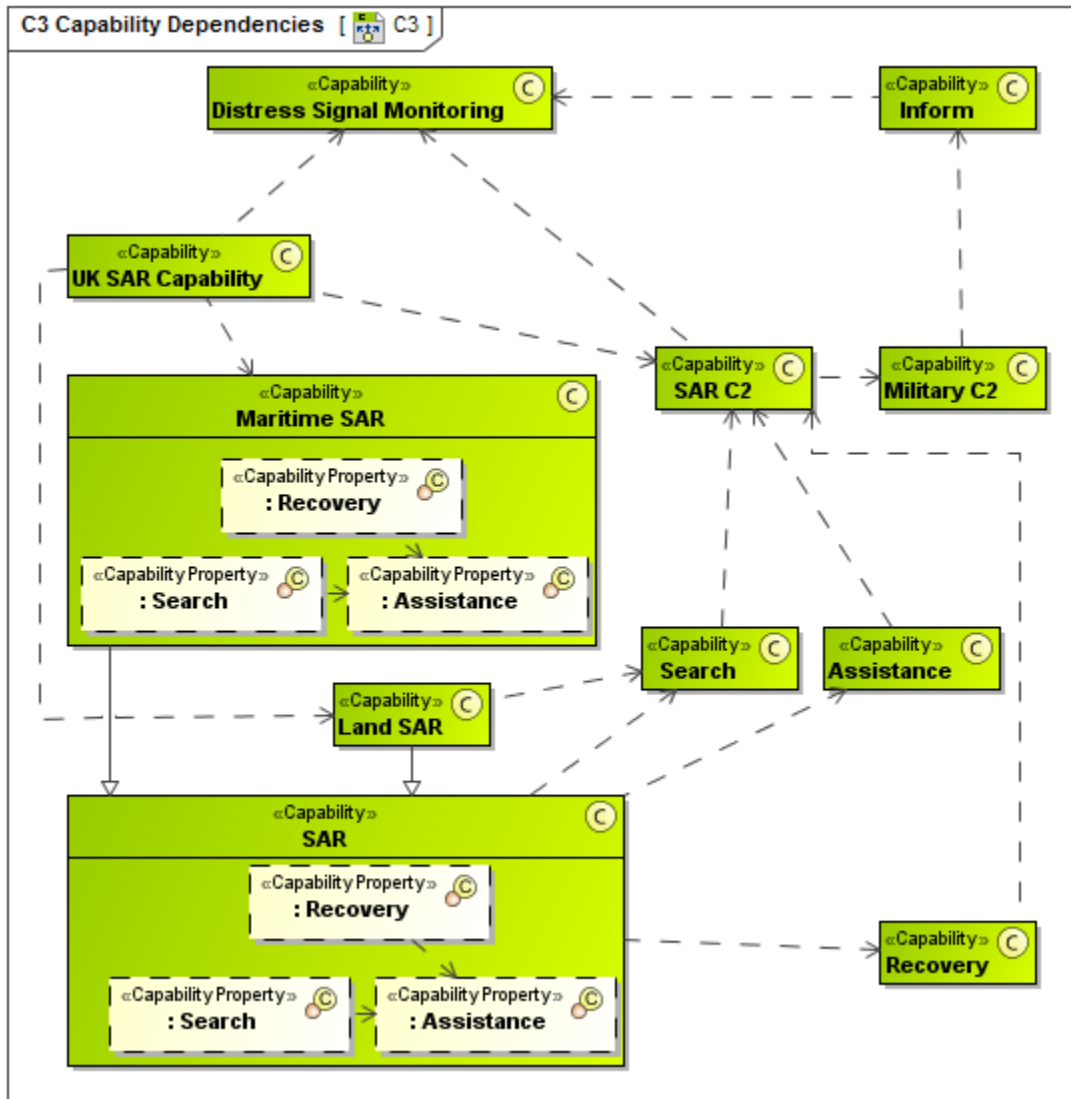 C3 Capability Dependencies [ C3 ]
«Capability»
Distress Signal Monitoring
C
«Capability»
Inform
C
«Capability»
UK SAR Capability
C
«Capability»
Maritime SAR
C
«Capability Property»
: Recovery
C
«Capability Property»
: Search
C
«Capability Property»
: Assistance
C
«Capability»
SAR C2
C
«Capability»
Military C2
C
«Capability»
Search
C
«Capability»
Assistance
C
«Capability»
Land SAR
C
«Capability»
SAR
C
«Capability Property»
: Recovery
C
«Capability Property»
: Search
C
«Capability Property»
: Assistance
C
«Capability»
Recovery
C